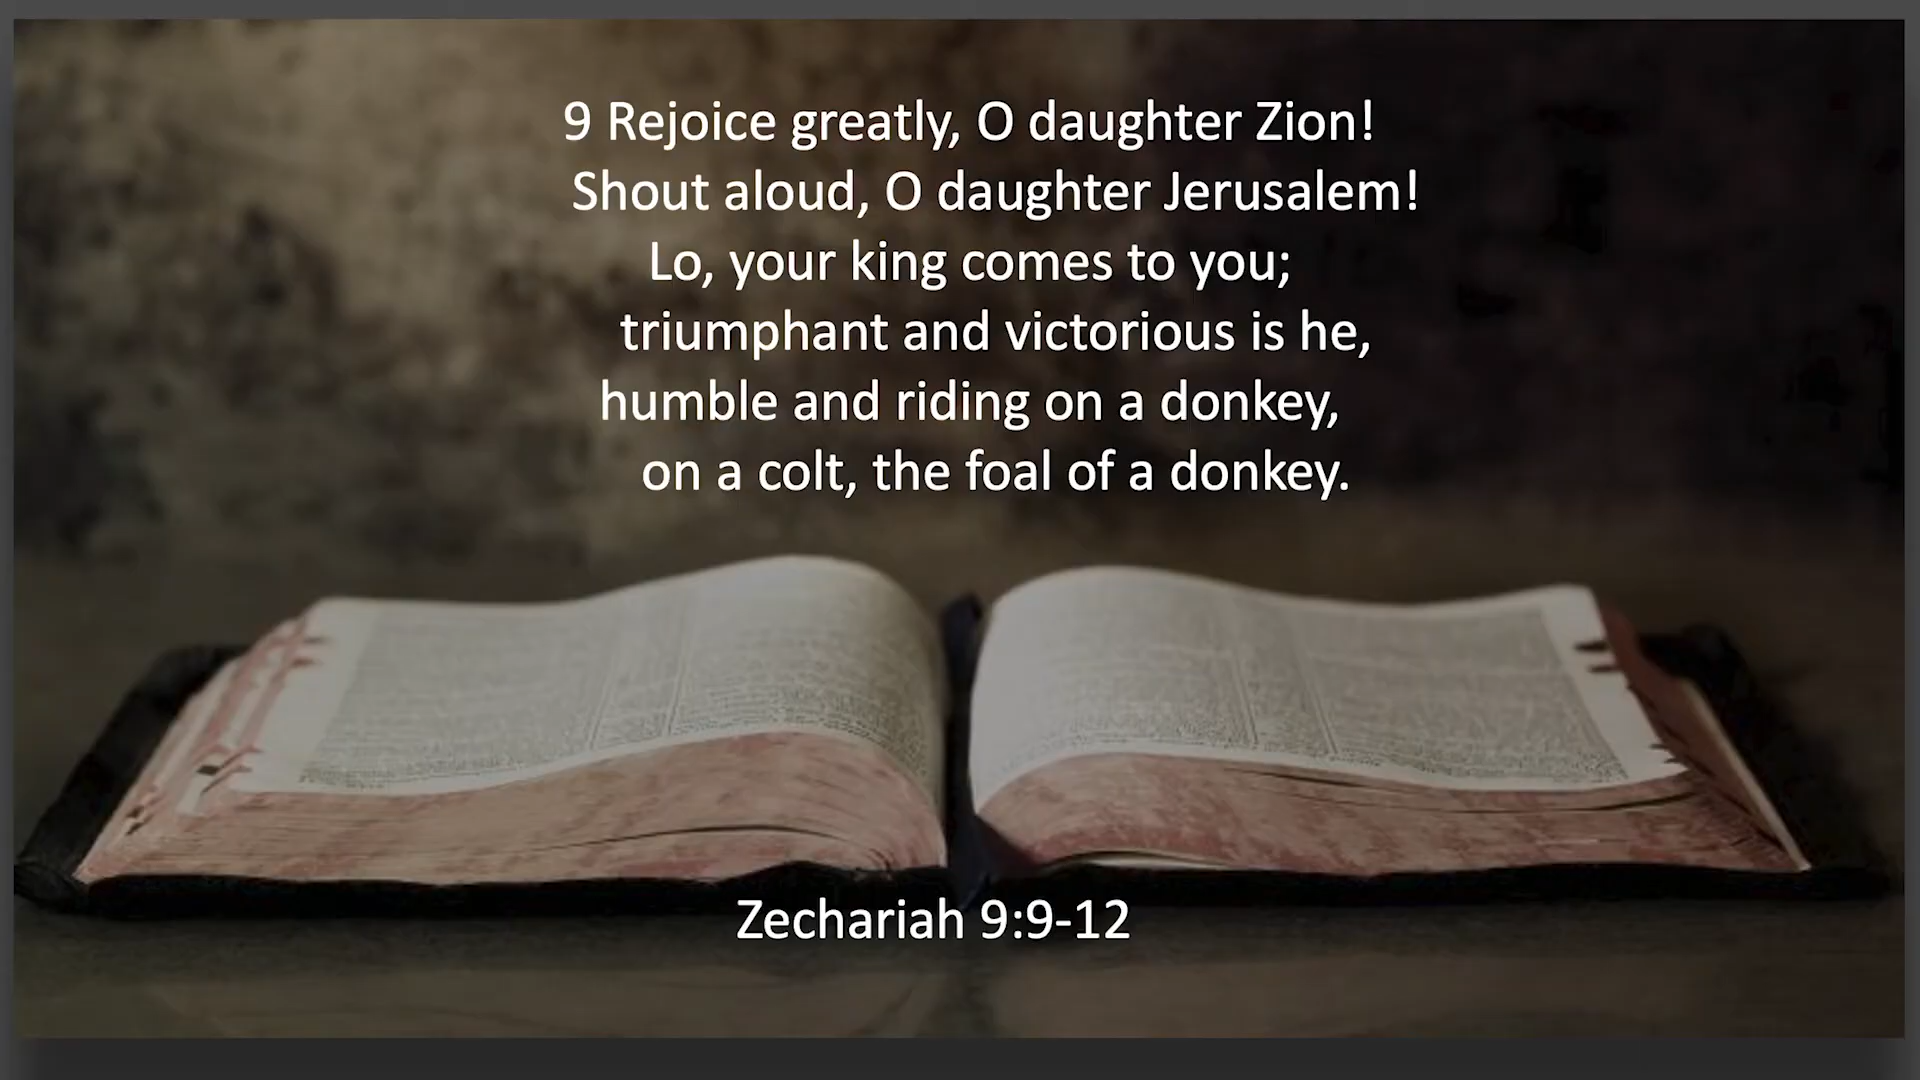 9 Rejoice greatly, O daughter Zion!
Shout aloud, O daughter Jerusalem!
Lo, your king comes to you;
triumphant and victorious is he,
humble and riding on a donkey,
on a colt, the foal of a donkey.
Zechariah 9:9-12